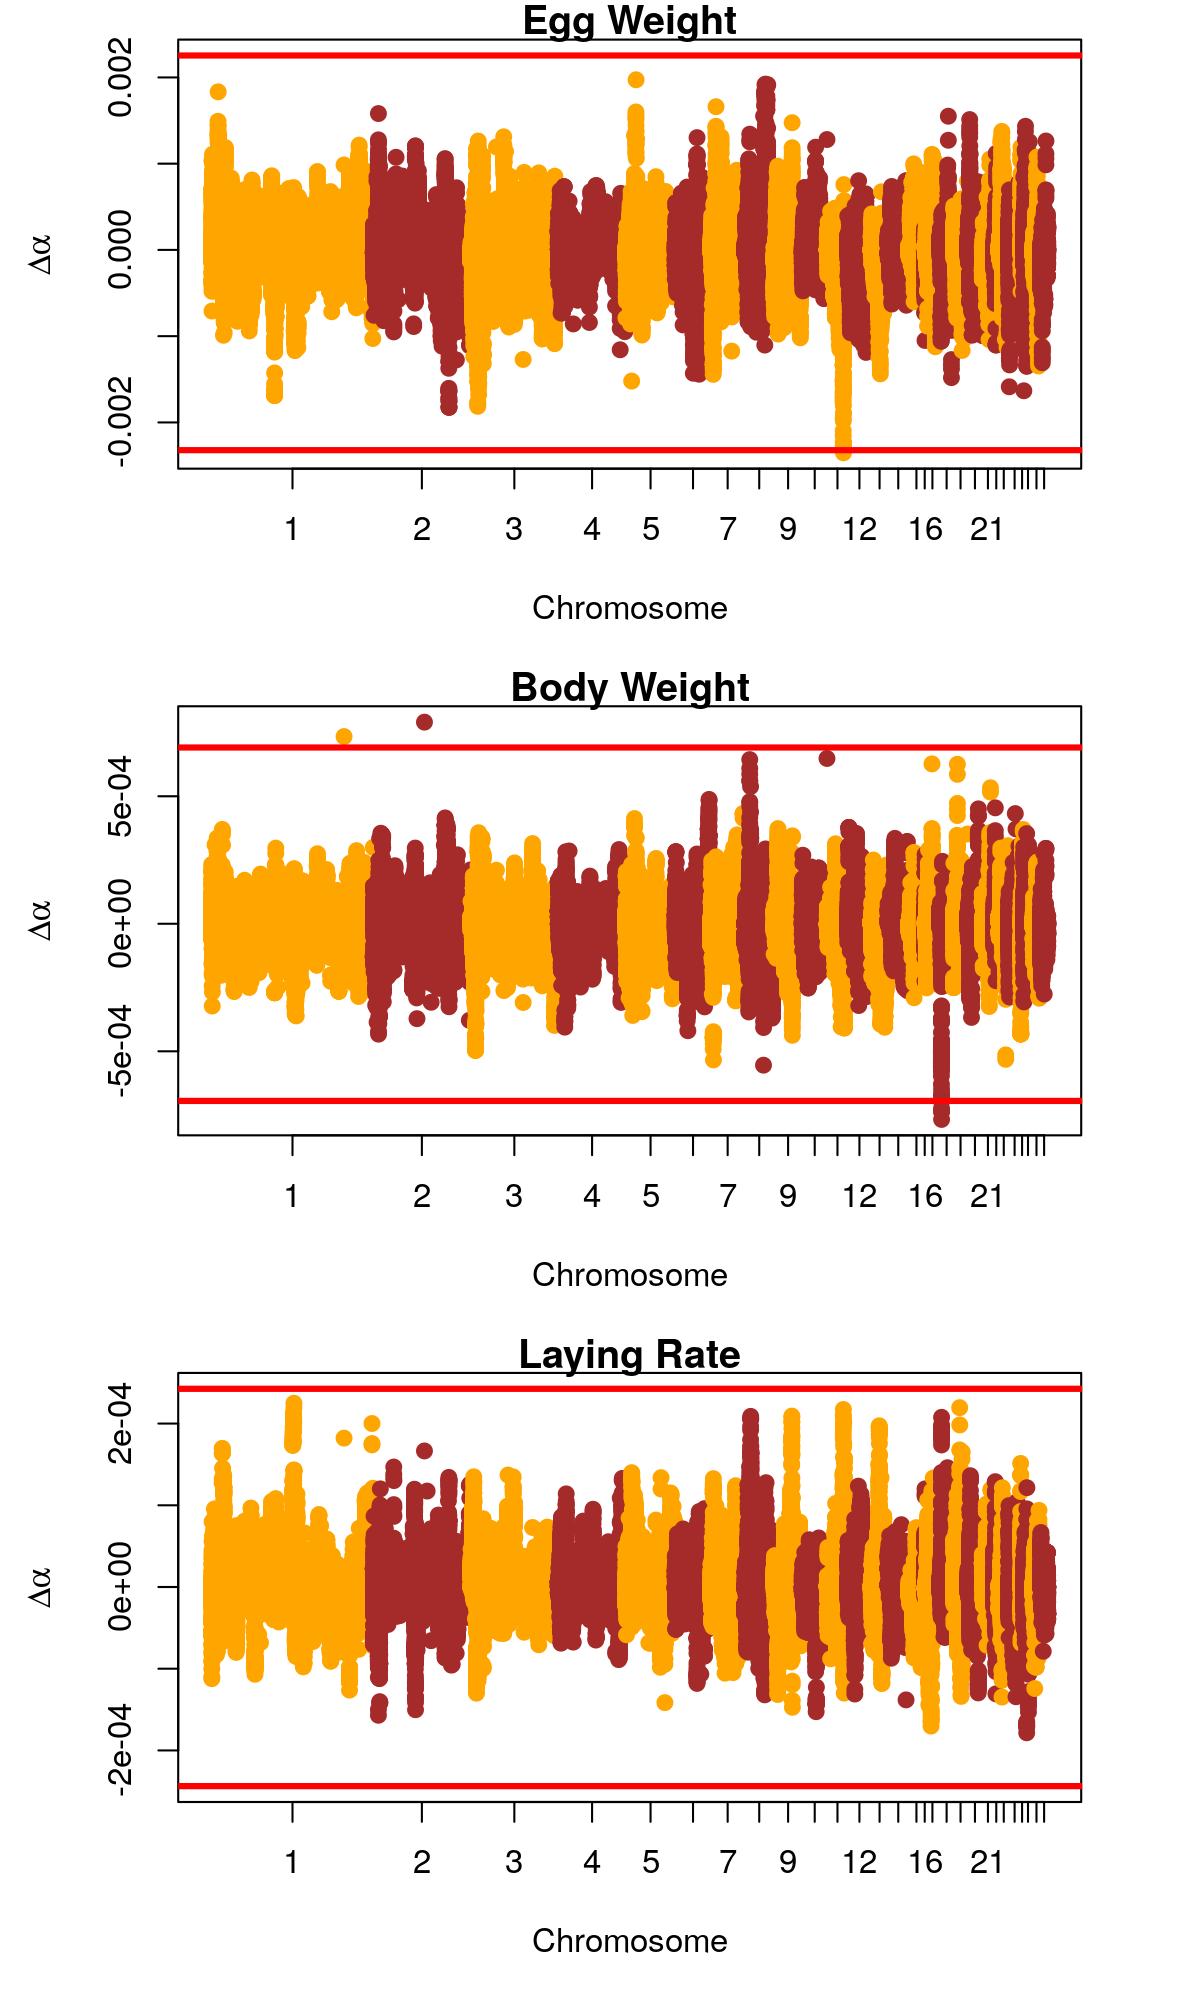 Egg Weight
0.002
0.000
-0.002
Δα
1 2 3 4 5 7 9 12 16 21
Chromosome
Body Weight
5e-04
0e+00
-5e-04
Δα
1 2 3 4 5 7 9 12 16 21
Chromosome
Laying Rate
2e-04
0e+00
-2e-04
Δα
1 2 3 4 5 7 9 12 16 21
Chromosome